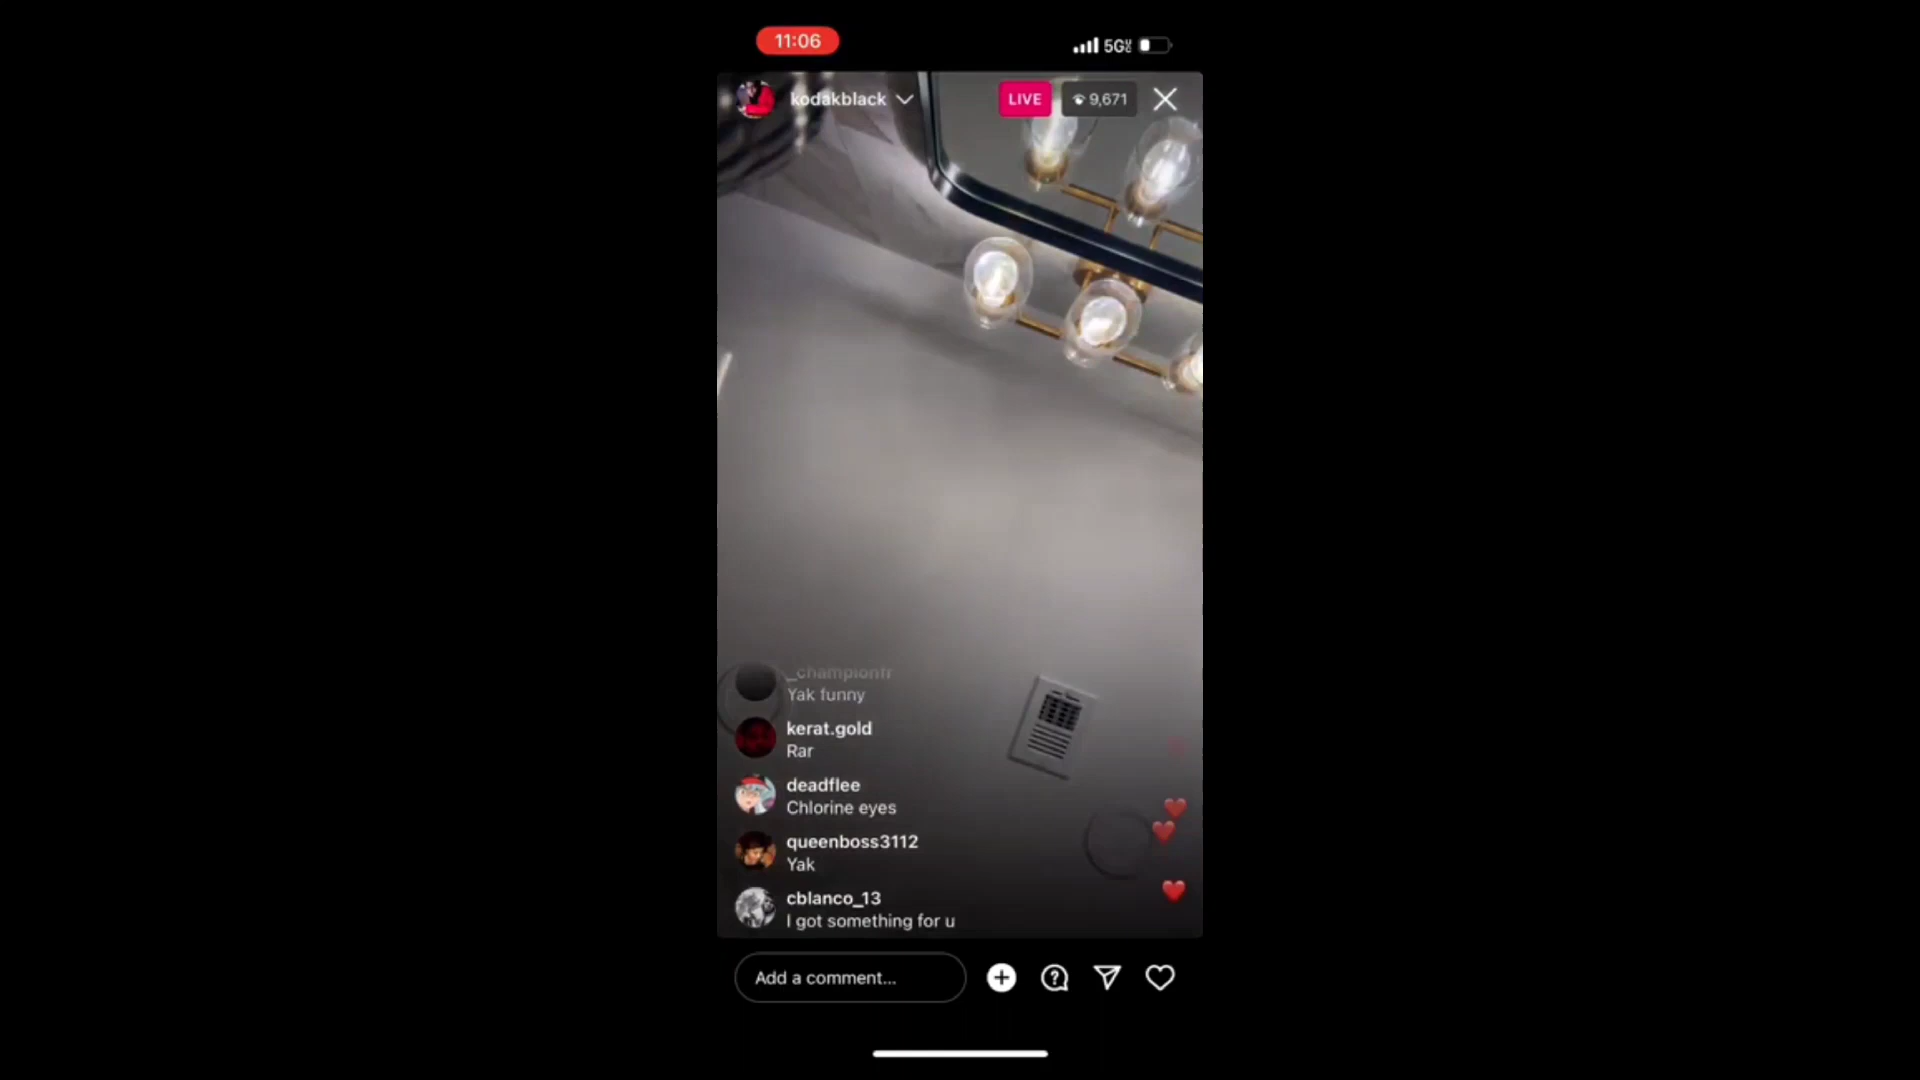 11:06
5G
kodakblack
LIVE
9,671
_championfr
Yak funny
kerat.gold
Rar
deadflee
Chlorine eyes
queenboss3112
Yak
cblanco_13
I got something for u
Add a comment...